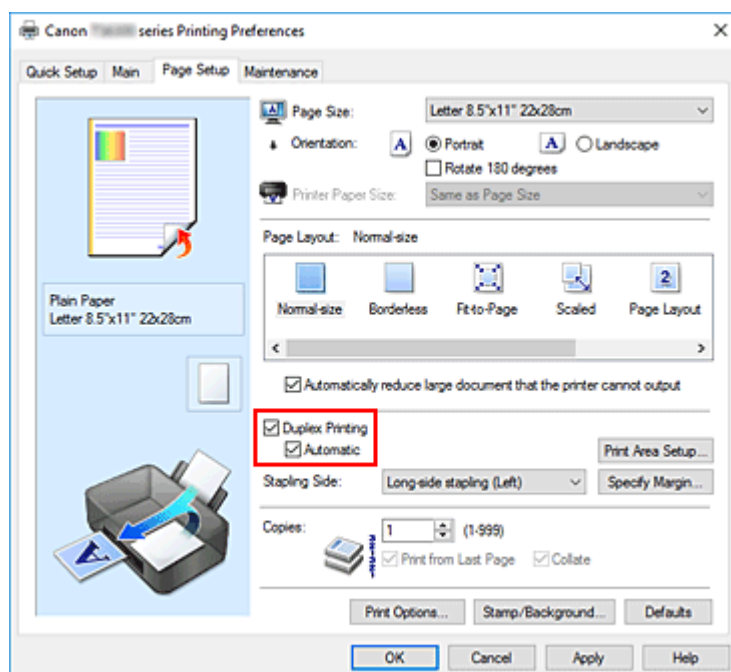 Canon series Printing Preferences
Quick Setup Main Page Setup Maintenance
Page Size: Letter 8.5"x11" 22x28cm
Orientation: A Portrait A Landscape
Rotate 180 degrees
Printer Paper Size: Same as Page Size
Page Layout: Normal-size
2
Normal-size Borderless Fit-to-Page Scaled Page Layout
Plain Paper
Letter 8.5"x11" 22x28cm
Automatically reduce large document that the printer cannot output
Duplex Printing
Automatic
Print Area Setup...
Stapling Side: Long-side stapling (Left) Specify Margin...
Copies: 1 (1-999)
Print from Last Page Collate
A
Print Options... Stamp/Background... Defaults
OK Cancel Apply Help